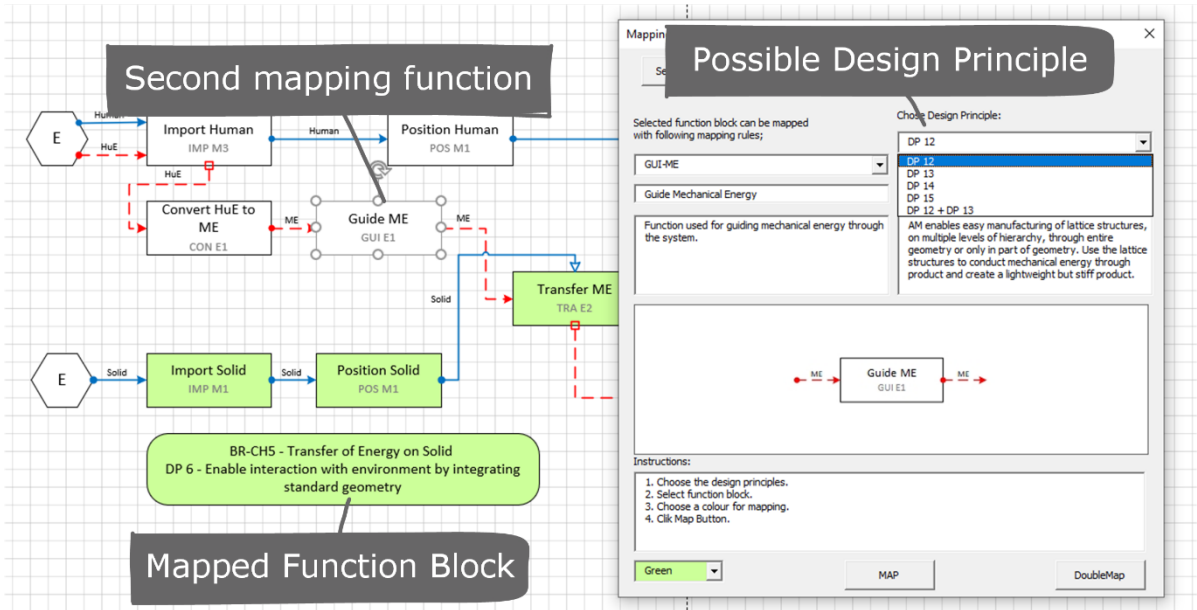 Second mapping function
Human
E
HuE
Import Human
IMP M3
Human
Position Human
POS M1
HuE
Convert HuE to
ME
CON E1
ME
Guide ME
GUI E1
ME
Solid
Transfer ME
TRA E2
E
Solid
Import Solid
IMP M1
Solid
Position Solid
POS M1
BR-CH5 - Transfer of Energy on Solid
DP 6 - Enable interaction with environment by integrating
standard geometry
Mapped Function Block
Mappin
Se
Possible Design Principle
Selected function block can be mapped
with following mapping rules;
GUI-ME
Guide Mechanical Energy
Function used for guiding mechanical energy through
the system.
Chose Design Principle:
DP 12
DP 12
DP 13
DP 14
DP 15
DP 12 + DP 13
AM enables easy manufacturing of lattice structures,
on multiple levels of hierarchy, through entire
geometry or only in part of geometry. Use the lattice
structures to conduct mechanical energy through
product and create a lightweight but stiff product.
ME
Guide ME
GUI E1
ME
Instructions:
1. Choose the design principles.
2. Select function block.
3. Choose a colour for mapping.
4. Clik Map Button.
Green
MAP
DoubleMap